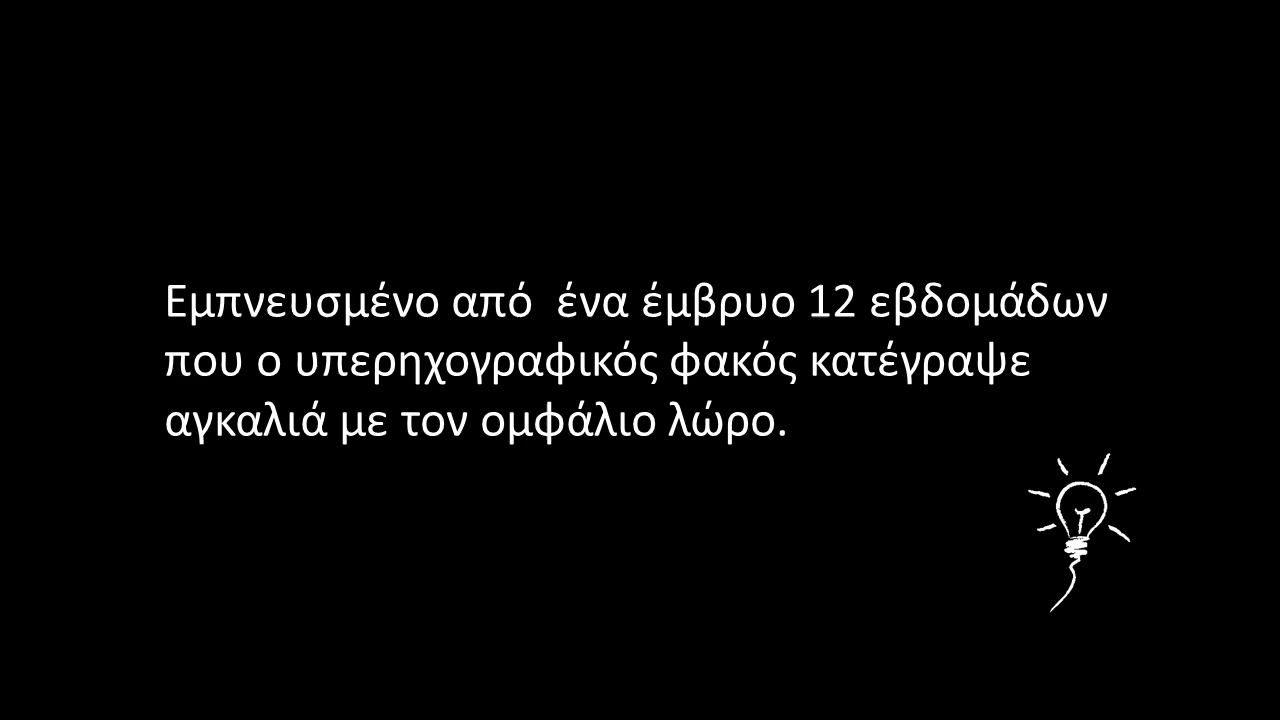 Εμπνευσμένο από  ένα έμβρυο 12 εβδομάδων
που ο υπερηχογραφικός φακός κατέγραψε
αγκαλιά με τον ομφάλιο λώρο.